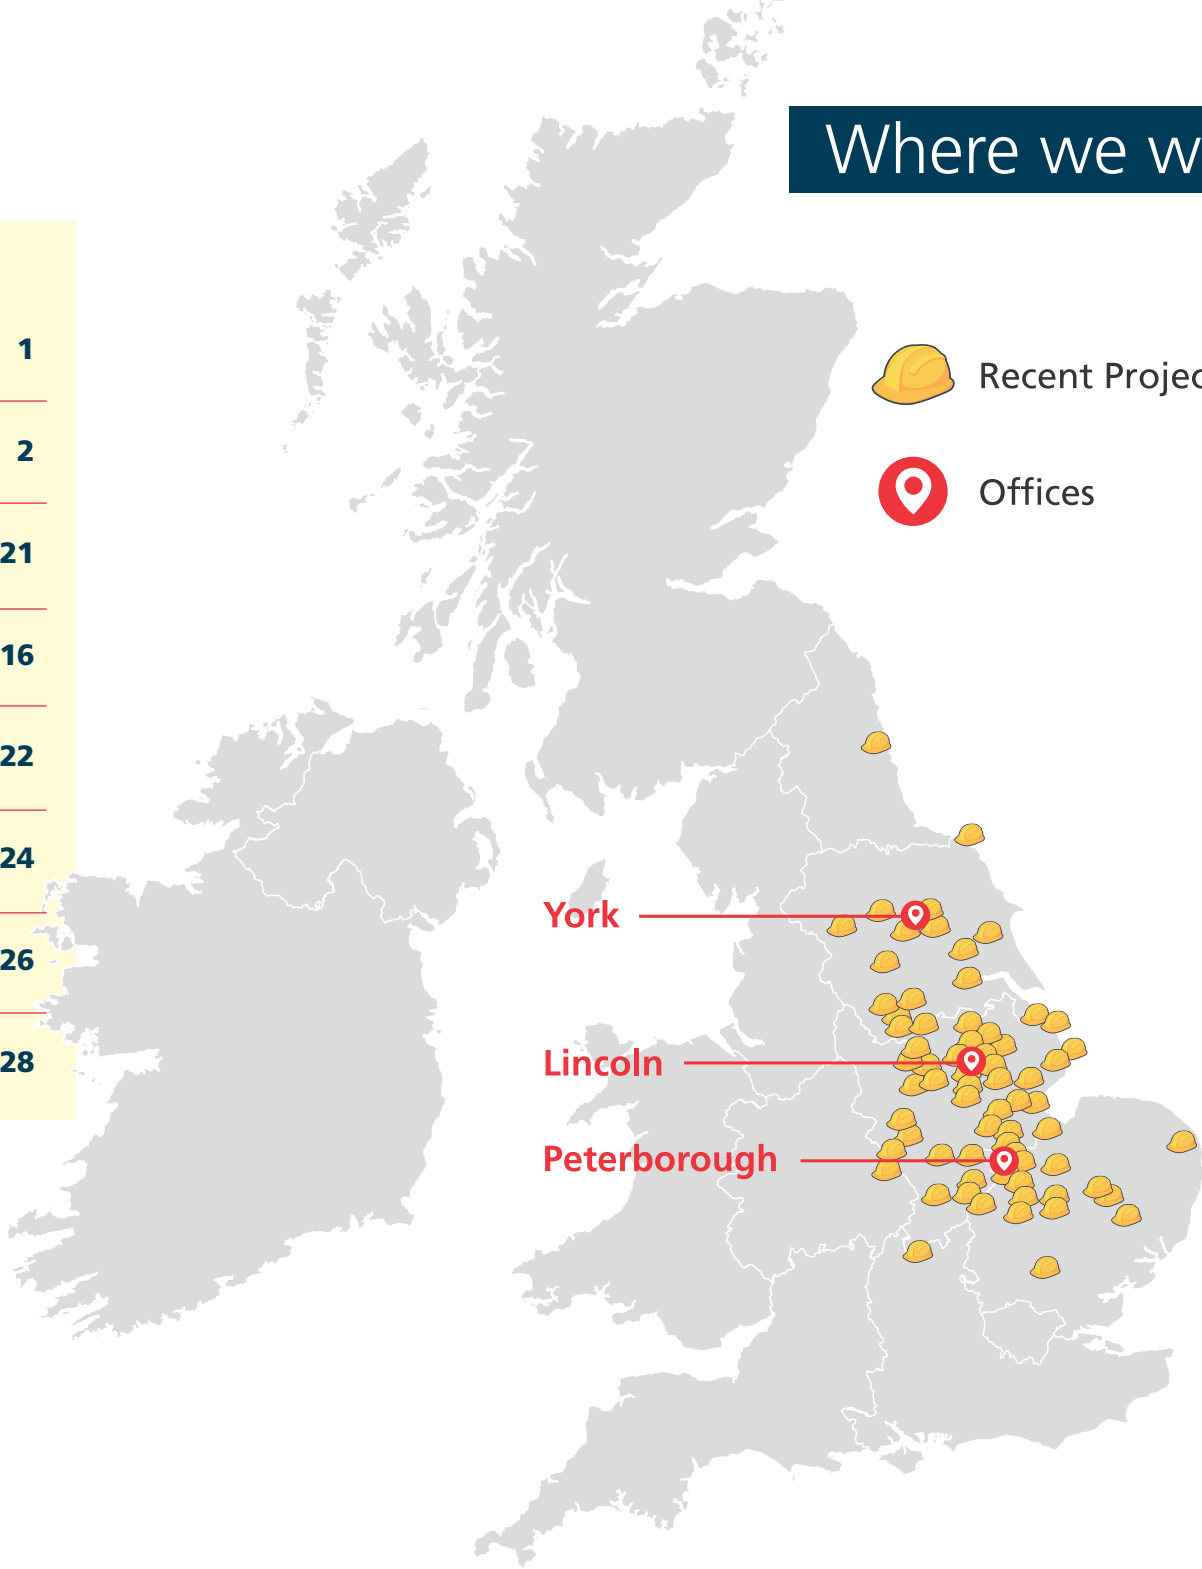 Where we w
1
2
21
16
22
24
26
28
Recent Projec
Offices
York
Lincoln
Peterborough